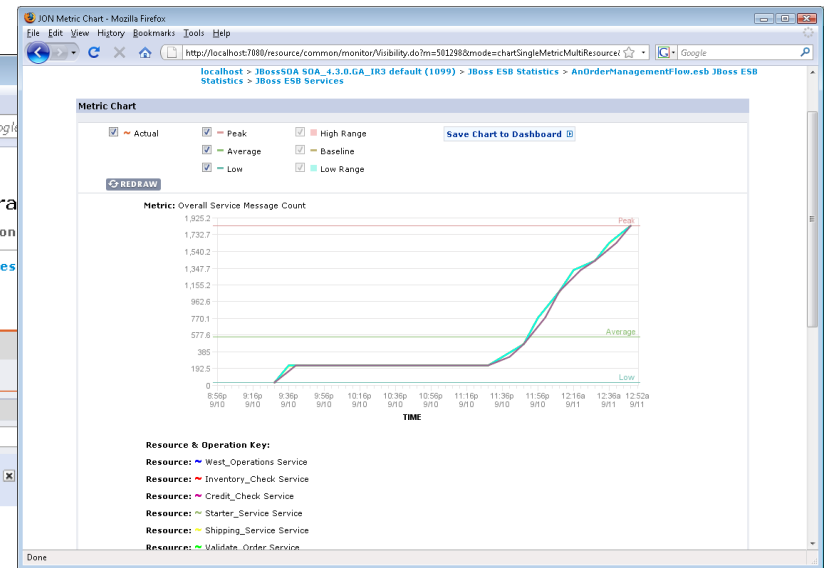 JON Metric Chart - Mozilla Firefox
File Edit View History Bookmarks Tools Help
http://localhost:7080/resource/common/monitor/Visibility.do?m=501298&mode=chartSingleMetricMultiResource
Google
localhost > JBossSOA SOA_4.3.0.GA_IR3 default (1099) > JBoss ESB Statistics > AnOrderManagementFlow.esb JBoss ESB
Statistics > JBoss ESB Services
Metric Chart
Actual Peak High Range Save Chart to Dashboard
Average Baseline
Low Low Range
REDRAW
Metric: Overall Service Message Count
1,925.2
Peak
1,732.7
1,540.2
1,347.7
1,155.2
962.6
770.1
577.6
Average
385
192.5
Low
0
8:56p 9:16p 9:36p 9:56p 10:16p 10:36p 10:56p 11:16p 11:36p 11:56p 12:16a 12:36a 12:52a
9/10 9/10 9/10 9/10 9/10 9/10 9/10 9/10 9/10 9/10 9/11 9/11 9/11
TIME
Resource & Operation Key:
Resource: ~ West_Operations Service
Resource: ~ Inventory_Check Service
Resource: ~ Credit_Check Service
Resource: ~ Starter_Service Service
Resource: ~ Shipping_Service Service
Resource: ~ Validate_Order Service
Done
ra
on
es